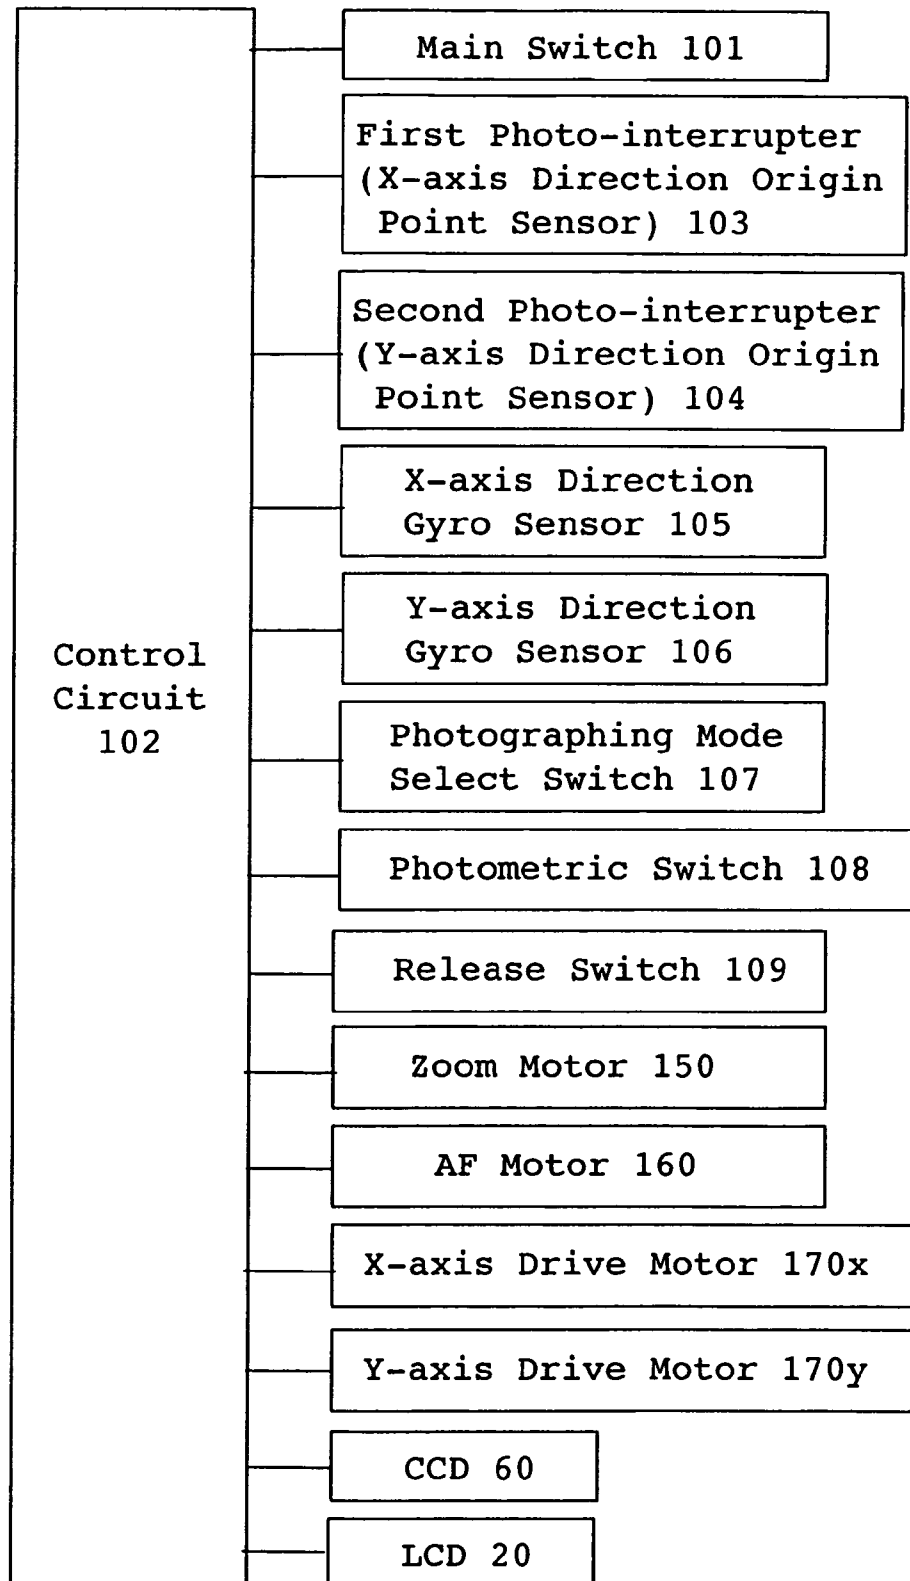 Main Switch 101
First Photo-interrupter
(X-axis Direction Origin
Point Sensor) 103
Second Photo-interrupter
(Y-axis Direction Origin
Point Sensor) 104
X-axis Direction
Gyro Sensor 105
Y-axis Direction
Gyro Sensor 106
Control
Circuit
102
Photographing Mode
Select Switch 107
Photometric Switch 108
Release Switch 109
Zoom Motor 150
AF Motor 160
X-axis Drive Motor 170x
Y-axis Drive Motor 170y
CCD 60
LCD 20